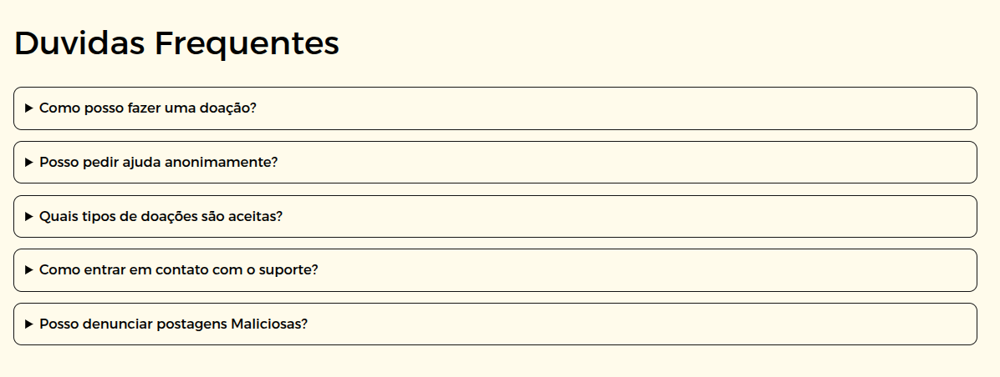 Duvidas Frequentes
Como posso fazer uma doação?
Posso pedir ajuda anonimamente?
Quais tipos de doações são aceitas?
Como entrar em contato com o suporte?
Posso denunciar postagens Maliciosas?